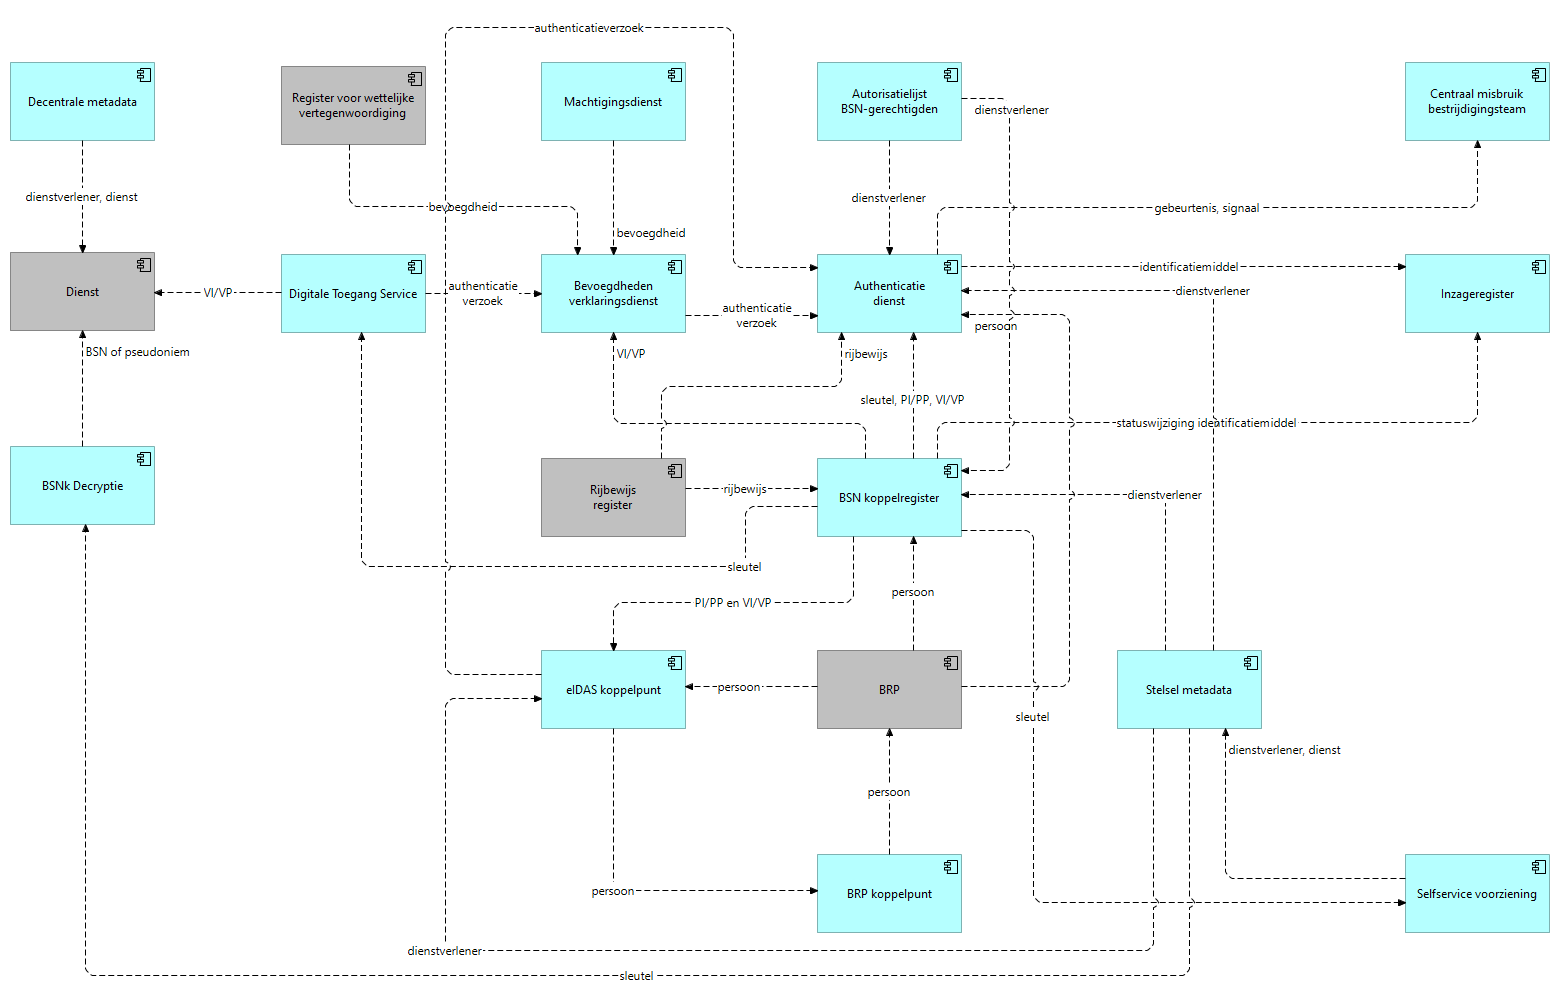 authenticatieverzoek
Decentrale metadata
Register voor wettelijke
vertegenwoordiging
Machtigingsdienst
Autorisatielijst
BSN-gerechtigden
dienstverlener
Centraal misbruik
bestrijdigingsteam
dienstverlener, dienst
bevoegdheid
bevoegdheid
dienstverlener
gebeurtenis, signaal
Dienst
VI/VP
Digitale Toegang Service
authenticatie
verzoek
Bevoegdheden
verklaringsdienst
authenticatie
verzoek
Authenticatie
dienst
identificatiemiddel
dienstverlener
persoon
Inzageregister
BSN of pseudoniem
VI/VP
rijbewijs
sleutel, PI/PP, VI/VP
statuswijziging identificatiemiddel
BSNk Decryptie
Rijbewijs
register
rijbewijs
BSN koppelregister
dienstverlener
sleutel
PI/PP en VI/VP
persoon
eIDAS koppelpunt
persoon
BRP
Stelsel metadata
sleutel
dienstverlener, dienst
persoon
persoon
BRP koppelpunt
Selfservice voorziening
dienstverlener
sleutel